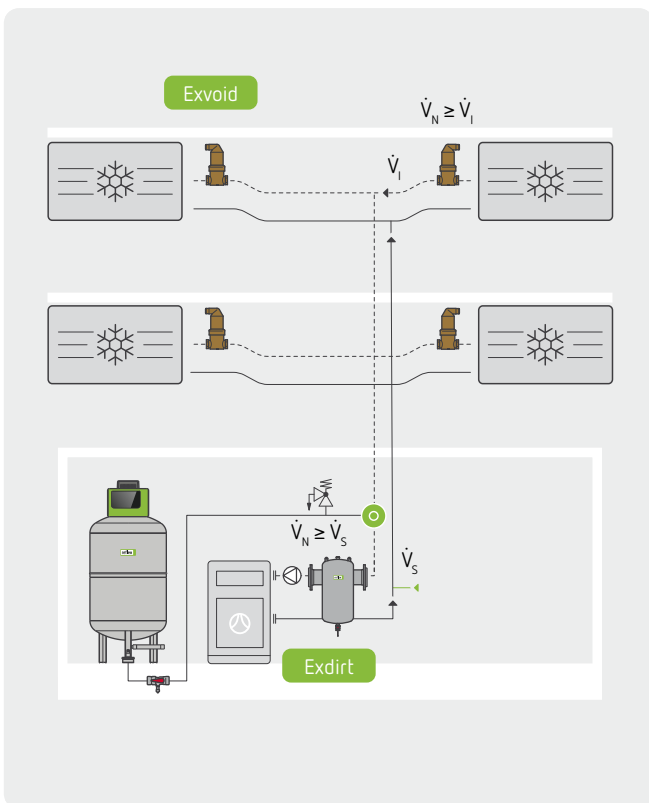 Exvoid
V̇N ≥ V̇I
V̇I
V̇N ≥ V̇S
V̇S
Exdirt